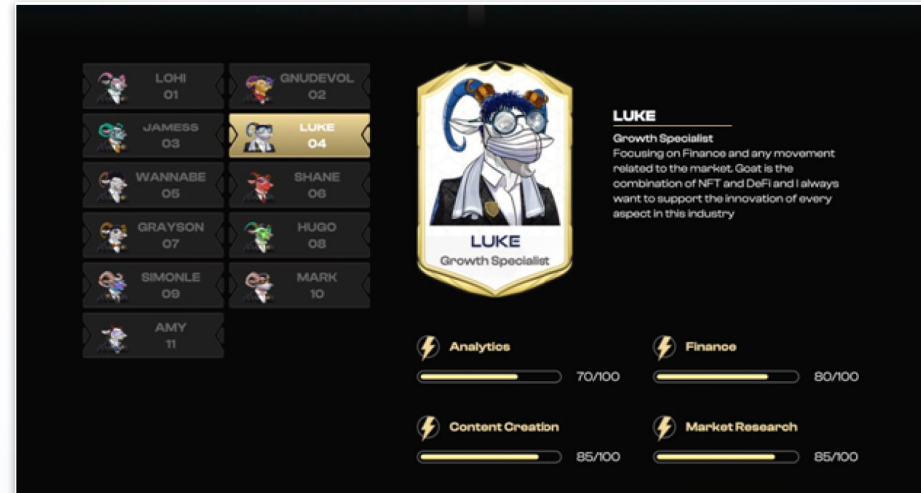 LOHI
01
GNUDEVOL
02
JAMESS
03
LUKE
04
WANNABE
05
SHANE
06
GRAYSON
07
HUGO
08
SIMONLE
09
MARK
10
AMY
11
LUKE
Growth Specialist
LUKE
Growth Specialist
Focusing on Finance and any movement
related to the market. Goat is the
combination of NFT and DeFi and I always
want to support the innovation of every
aspect in this industry
Analytics
70/100
Finance
80/100
Content Creation
85/100
Market Research
85/100